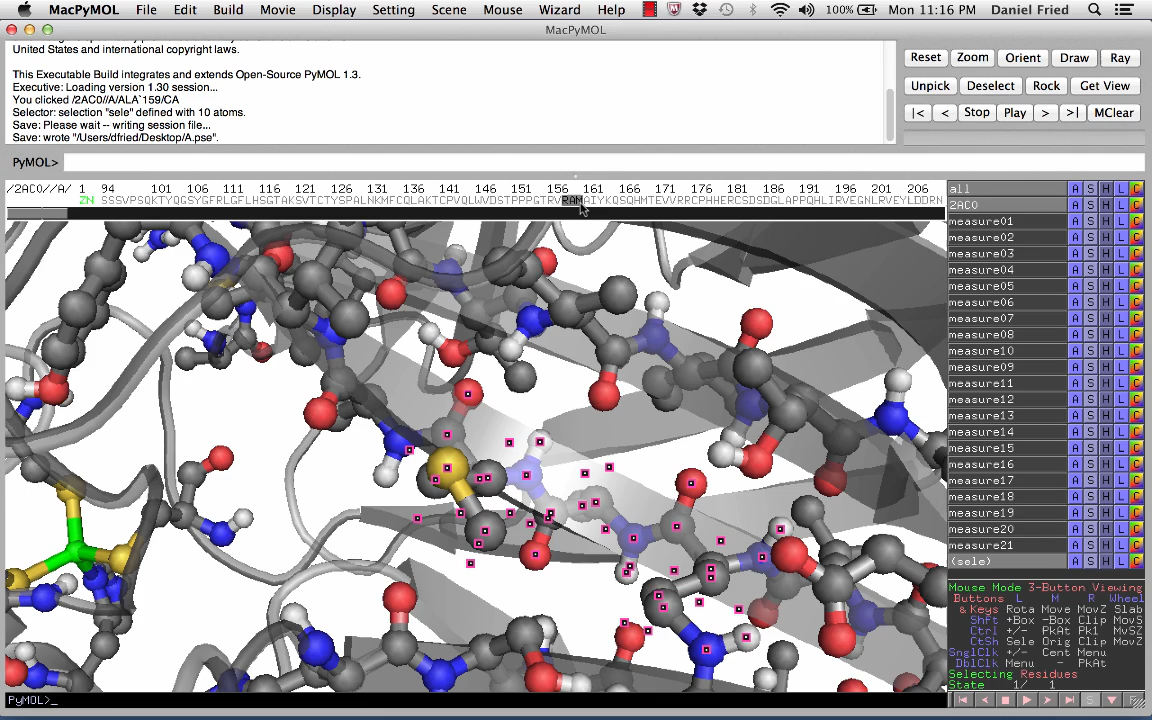 MacPyMOL File Edit Build Movie Display Setting Scene Mouse Wizard Help 100% Mon 11:16 PM Daniel Fried
MacPyMOL
United States and international copyright laws.
This Executable Build integrates and extends Open-Source PyMOL 1.3.
Executive: Loading version 1.30 session...
You clicked /2AC0//A/ALA`159/CA
Selector: selection "sele" defined with 10 atoms.
Save: Please wait -- writing session file...
Save: wrote "/Users/dfried/Desktop/A.pse".
Reset Zoom Orient Draw Ray
Unpick Deselect Rock Get View
|< < Stop Play > >| MClear
PyMOL>
/2AC0//A/ 1 94 101 106 111 116 121 126 131 136 141 146 151 156 161 166 171 176 181 186 191 196 201 206
ZN SSSVPSQKTYQGSYGFRLGFLHSGTAKSVTCTYSPALNKMFCQLAKTCPVQLWVDSTPPPGTRVRAMAIYKQSQHMTEVVRRCPHHERCSDSDGLAPPQHLIRVEGNLRVEYLDDRN
all A S H L C
2AC0 A S H L C
measure01 A S H L C
measure02 A S H L C
measure03 A S H L C
measure04 A S H L C
measure05 A S H L C
measure06 A S H L C
measure07 A S H L C
measure08 A S H L C
measure10 A S H L C
measure09 A S H L C
measure11 A S H L C
measure12 A S H L C
measure13 A S H L C
measure14 A S H L C
measure15 A S H L C
measure16 A S H L C
measure17 A S H L C
measure18 A S H L C
measure19 A S H L C
measure20 A S H L C
measure21 A S H L C
(sele) A S H L C
Mouse Mode 3-Button Viewing
Buttons L M R Wheel
& Keys Rota Move MovZ Slab
Shft +Box -Box Clip MovS
Ctrl +/- PkAt Pk1 MvSZ
CtSh Sele Orig Clip MovZ
SnglClk +/- Cent Menu
DblClk Menu - PkAt
Selecting Residues
State 1/ 1
PyMOL>_
S F